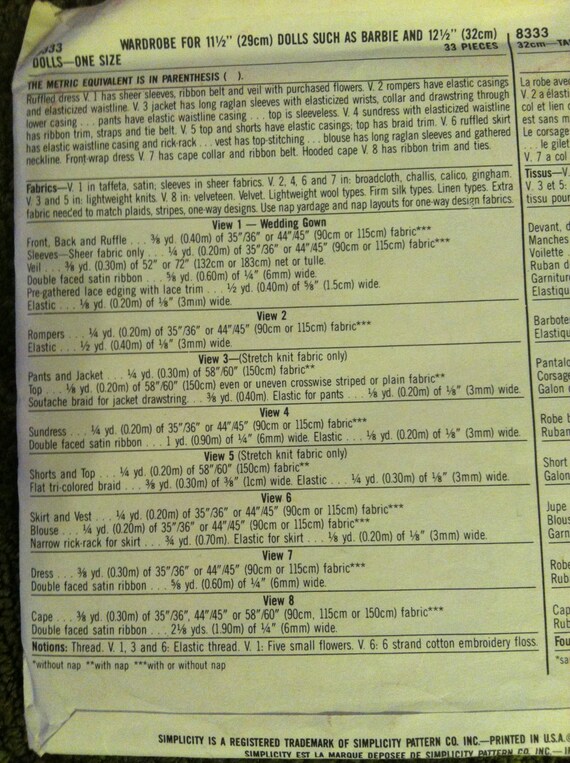 8333
WARDROBE FOR 11½" (29cm) DOLLS SUCH AS BARBIE AND 12½" (32cm)
DOLLS—ONE SIZE
33 PIECES
THE METRIC EQUIVALENT IS IN PARENTHESIS ( ).
Ruffled dress V. 1 has sheer sleeves, ribbon belt and veil with purchased flowers. V. 2 rompers have elastic casings
and elasticized waistline. V. 3 jacket has long raglan sleeves with elasticized wrists, collar and drawstring through
lower casing . . . pants have elastic waistline casing . . . top is sleeveless. V. 4 sundress with elasticized waistline
has ribbon trim, straps and tie belt. V. 5 top and shorts have elastic casings; top has braid trim. V. 6 ruffled skirt
has elastic waistline casing and rick-rack . . . vest has top-stitching . . . blouse has long raglan sleeves and gathered
neckline. Front-wrap dress V. 7 has cape collar and ribbon belt. Hooded cape V. 8 has ribbon trim and ties.
Fabrics—V. 1 in taffeta, satin; sleeves in sheer fabrics. V. 2, 4, 6 and 7 in: broadcloth, challis, calico, gingham.
V. 3 and 5 in: lightweight knits. V. 8 in: velveteen. Velvet. Lightweight wool types. Firm silk types. Linen types. Extra
fabric needed to match plaids, stripes, one-way designs. Use nap yardage and nap layouts for one-way design fabrics.
View 1 — Wedding Gown
Front, Back and Ruffle . . . ⅜ yd. (0.40m) of 35"/36" or 44"/45" (90cm or 115cm) fabric***
Sleeves—Sheer fabric only . . . ¼ yd. (0.20m) of 35"/36" or 44"/45" (90cm or 115cm) fabric***
Veil . . . ⅜ yd. (0.30m) of 52" or 72" (132cm or 183cm) net or tulle.
Double faced satin ribbon . . . ⅝ yd. (0.60m) of ¼" (6mm) wide.
Pre-gathered lace edging with lace trim . . . ½ yd. (0.40m) of ⅝" (1.5cm) wide.
Elastic . . . ⅛ yd. (0.20m) of ⅛" (3mm) wide.
View 2
Rompers . . . ¼ yd. (0.20m) of 35"/36" or 44"/45" (90cm or 115cm) fabric***
Elastic . . . ½ yd. (0.40m) of ⅛" (3mm) wide.
View 3—(Stretch knit fabric only)
Pants and Jacket . . . ¼ yd. (0.30m) of 58"/60" (150cm) fabric**
Top . . . ⅛ yd. (0.20m) of 58"/60" (150cm) even or uneven crosswise striped or plain fabric**
Soutache braid for jacket drawstring. . . ⅜ yd. (0.40m). Elastic for pants . . . ⅛ yd. (0.20m) of ⅛" (3mm) wide.
View 4
Sundress . . . ¼ yd. (0.20m) of 35"/36" or 44"/45" (90cm or 115cm) fabric***
Double faced satin ribbon . . . 1 yd. (0.90m) of ¼" (6mm) wide. Elastic . . . ⅛ yd. (0.20m) of ⅛" (3mm) wide.
View 5 (Stretch knit fabric only)
Shorts and Top . . . ¼ yd. (0.20m) of 58"/60" (150cm) fabric**
Flat tri-colored braid . . . ⅜ yd. (0.30m) of ⅜" (1cm) wide. Elastic . . . ¼ yd. (0.30m) of ⅛" (3mm) wide.
View 6
Skirt and Vest . . . ¼ yd. (0.20m) of 35"/36" or 44"/45" (90cm or 115cm) fabric***
Blouse . . . ¼ yd. (0.20m) of 35"/36" or 44"/45" (90cm or 115cm) fabric***
Narrow rick-rack for skirt . . . ¾ yd. (0.70m). Elastic for skirt . . . ⅛ yd. (0.20m) of ⅛" (3mm) wide.
View 7
Dress . . . ⅜ yd. (0.30m) of 35"/36" or 44"/45" (90cm or 115cm) fabric***
Double faced satin ribbon . . . ⅝ yd. (0.60m) of ¼" (6mm) wide.
View 8
Cape . . . ⅜ yd. (0.30m) of 35"/36", 44"/45" or 58"/60" (90cm, 115cm or 150cm) fabric***
Double faced satin ribbon . . . 2⅛ yds. (1.90m) of ¼" (6mm) wide.
Notions: Thread. V. 1, 3 and 6: Elastic thread. V. 1: Five small flowers. V. 6: 6 strand cotton embroidery floss.
*without nap **with nap ***with or without nap
8333
32cm—TA
La robe avec
V. 2 a élasti
col et lien
est sans m
Le corsage
. . . le gilet
V. 7 a col
Tissus—V.
V. 3 et 5:
tissu pour
Devant, d
Manches
Voilette
Ruban d
Garnitur
Elastiqu
Barbote
Elastiqu
Pantalo
Corsag
Galon
Robe b
Ruban
Short
Galon
Jupe
Blous
Garn
Robe
Rub
Cap
Rub
Fou
*sa
SIMPLICITY IS A REGISTERED TRADEMARK OF SIMPLICITY PATTERN CO. INC.—PRINTED IN U.S.A.
SIMPLICITY EST LA MARQUE DEPOSEE DE SIMPLICITY PATTERN CO. INC.—